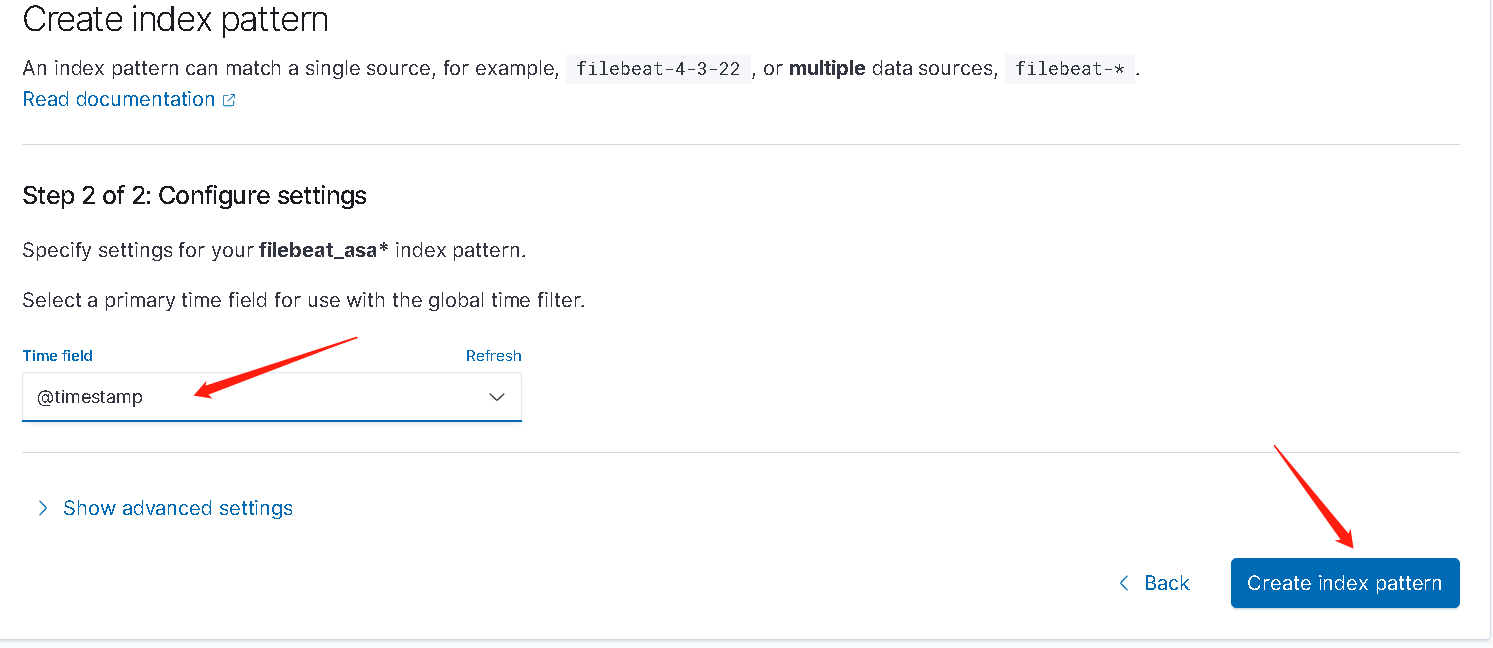 Create index pattern
An index pattern can match a single source, for example, filebeat-4-3-22 , or multiple data sources, filebeat-* .
Read documentation
Step 2 of 2: Configure settings
Specify settings for your filebeat_asa* index pattern.
Select a primary time field for use with the global time filter.
Time field Refresh
@timestamp
Show advanced settings
Back Create index pattern